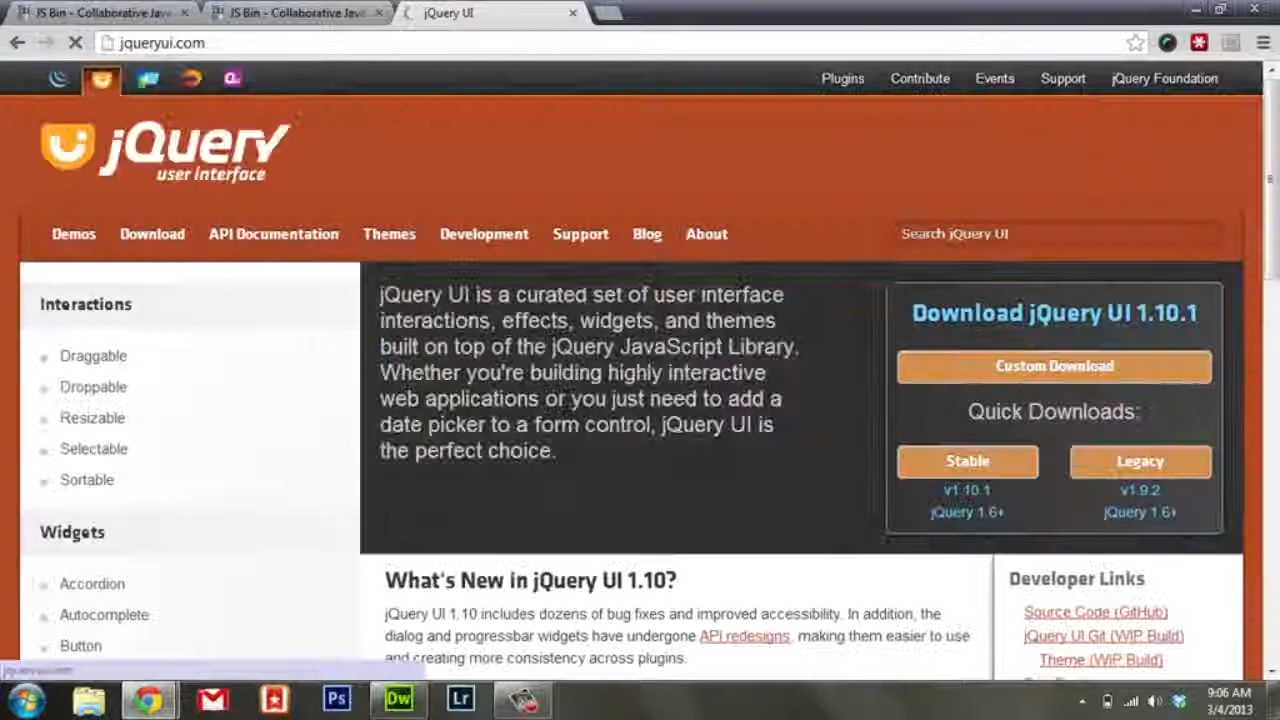 JS Bin - Collaborative Java
JS Bin - Collaborative Java
jQuery UI
jqueryui.com
Plugins
Contribute
Events
Support
jQuery Foundation
jQuery
user interface
Demos
Download
API Documentation
Themes
Development
Support
Blog
About
Search jQuery UI
Interactions
Draggable
Droppable
Resizable
Selectable
Sortable
Widgets
Accordion
Autocomplete
Button
jQuery UI is a curated set of user interface
interactions, effects, widgets, and themes
built on top of the jQuery JavaScript Library.
Whether you're building highly interactive
web applications or you just need to add a
date picker to a form control, jQuery UI is
the perfect choice.
Download jQuery UI 1.10.1
Custom Download
Quick Downloads:
Stable
Legacy
v1.10.1
v1.9.2
jQuery 1.6+
jQuery 1.6+
What's New in jQuery UI 1.10?
jQuery UI 1.10 includes dozens of bug fixes and improved accessibility. In addition, the
dialog and progressbar widgets have undergone API redesigns, making them easier to use
and creating more consistency across plugins.
Developer Links
Source Code (GitHub)
jQuery UI Git (WIP Build)
Theme (WIP Build)
Ps
Dw
Lr
9:06 AM
3/4/2013